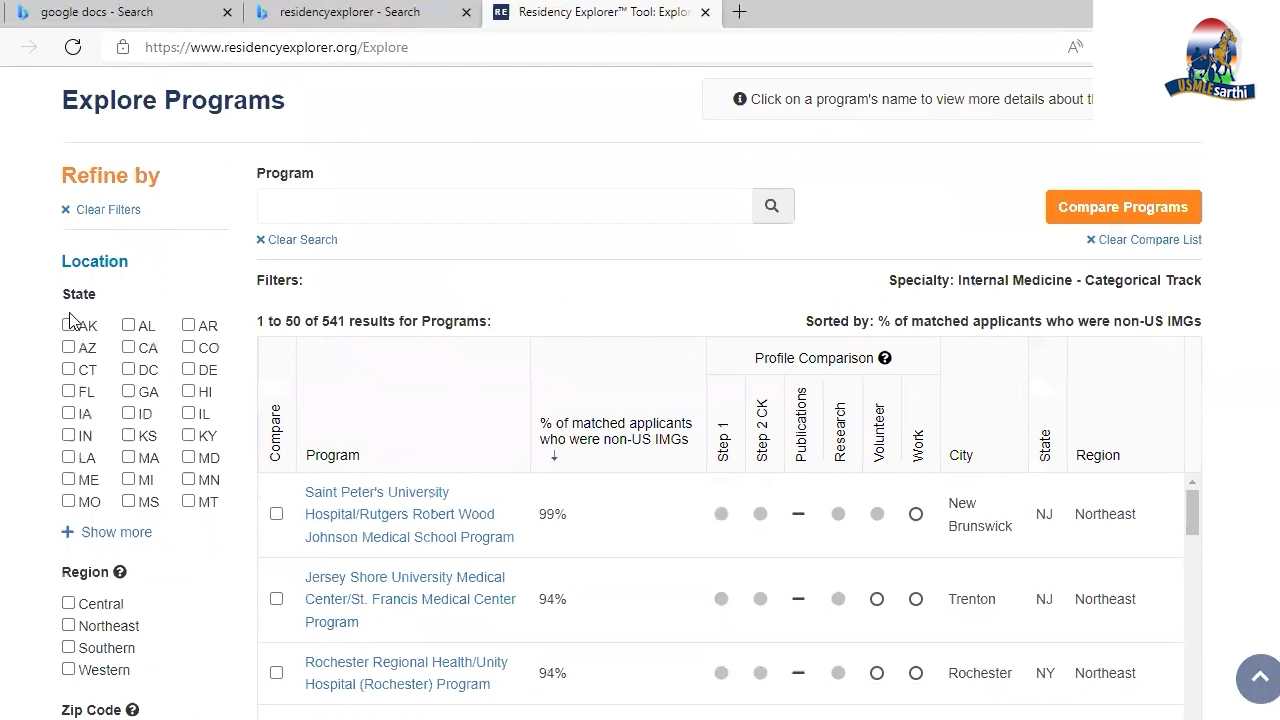 google docs - Search
residencyexplorer - Search
RE
Residency Explorer™ Tool: Explor
https://www.residencyexplorer.org/Explore
USMLEsarthi
Explore Programs
Click on a program's name to view more details about th
Refine by
Clear Filters
Program
Compare Programs
Clear Search
Clear Compare List
Location
Filters:
Specialty: Internal Medicine - Categorical Track
State
1 to 50 of 541 results for Programs:
Sorted by: % of matched applicants who were non-US IMGs
AK AL AR
AZ CA CO
CT DC DE
FL GA HI
IA ID IL
IN KS KY
LA MA MD
ME MI MN
MO MS MT
+ Show more
Region
Central
Northeast
Southern
Western
Zip Code
Compare
Program
% of matched applicants
who were non-US IMGs
Profile Comparison
Step 1
Step 2 CK
Publications
Research
Volunteer
Work
City
State
Region
Saint Peter's University
Hospital/Rutgers Robert Wood
Johnson Medical School Program
99%
New
Brunswick
NJ
Northeast
Jersey Shore University Medical
Center/St. Francis Medical Center
Program
94%
Trenton
NJ
Northeast
Rochester Regional Health/Unity
Hospital (Rochester) Program
94%
Rochester
NY
Northeast